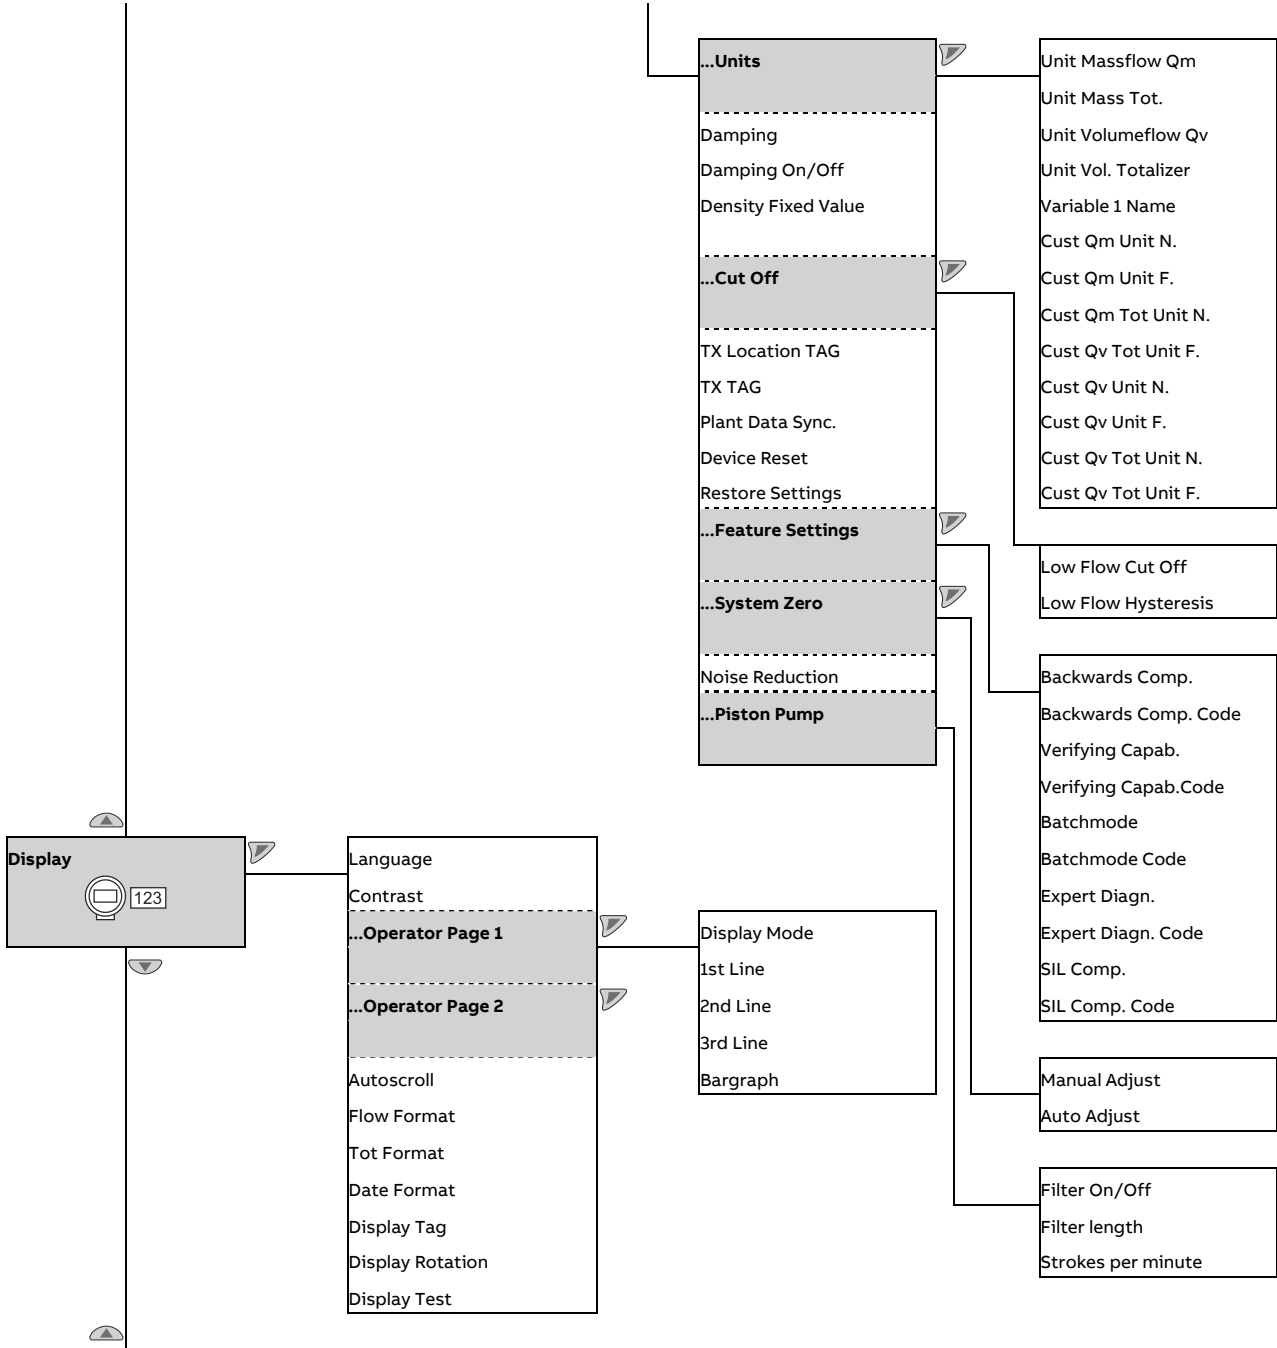 ...Units
Damping
Damping On/Off
Density Fixed Value
...Cut Off
TX Location TAG
TX TAG
Plant Data Sync.
Device Reset
Restore Settings
...Feature Settings
...System Zero
Noise Reduction
...Piston Pump
Unit Massflow Qm
Unit Mass Tot.
Unit Volumeflow Qv
Unit Vol. Totalizer
Variable 1 Name
Cust Qm Unit N.
Cust Qm Unit F.
Cust Qm Tot Unit N.
Cust Qv Tot Unit F.
Cust Qv Unit N.
Cust Qv Unit F.
Cust Qv Tot Unit N.
Cust Qv Tot Unit F.
Low Flow Cut Off
Low Flow Hysteresis
Backwards Comp.
Backwards Comp. Code
Verifying Capab.
Verifying Capab.Code
Batchmode
Batchmode Code
Expert Diagn.
Expert Diagn. Code
SIL Comp.
SIL Comp. Code
Manual Adjust
Auto Adjust
Filter On/Off
Filter length
Strokes per minute
Display
123
Language
Contrast
...Operator Page 1
...Operator Page 2
Autoscroll
Flow Format
Tot Format
Date Format
Display Tag
Display Rotation
Display Test
Display Mode
1st Line
2nd Line
3rd Line
Bargraph